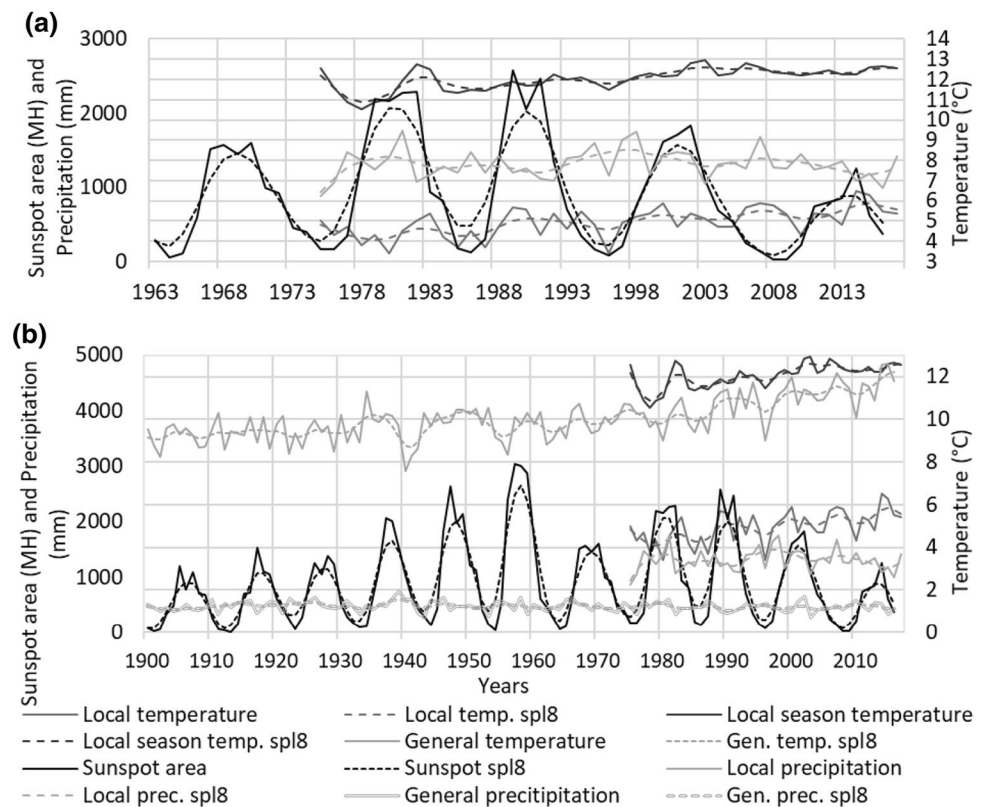 (a)
3000
2000
1000
0
Sunspot area (MH) and
Precipitation (mm)
14
13
12
11
10
9
8
7
6
5
4
3
Temperature (°C)
1963 1968 1973 1978 1983 1988 1993 1998 2003 2008 2013
(b)
5000
4000
3000
2000
1000
0
Sunspot area (MH) and Precipitation
(mm)
12
10
8
6
4
2
0
Temperature (°C)
1900 1910 1920 1930 1940 1950 1960 1970 1980 1990 2000 2010
Years
Local temperature Local temp. spl8 Local season temperature
Local season temp. spl8 General temperature Gen. temp. spl8
Sunspot area Sunspot spl8 Local precipitation
Local prec. spl8 General precitipitation Gen. prec. spl8